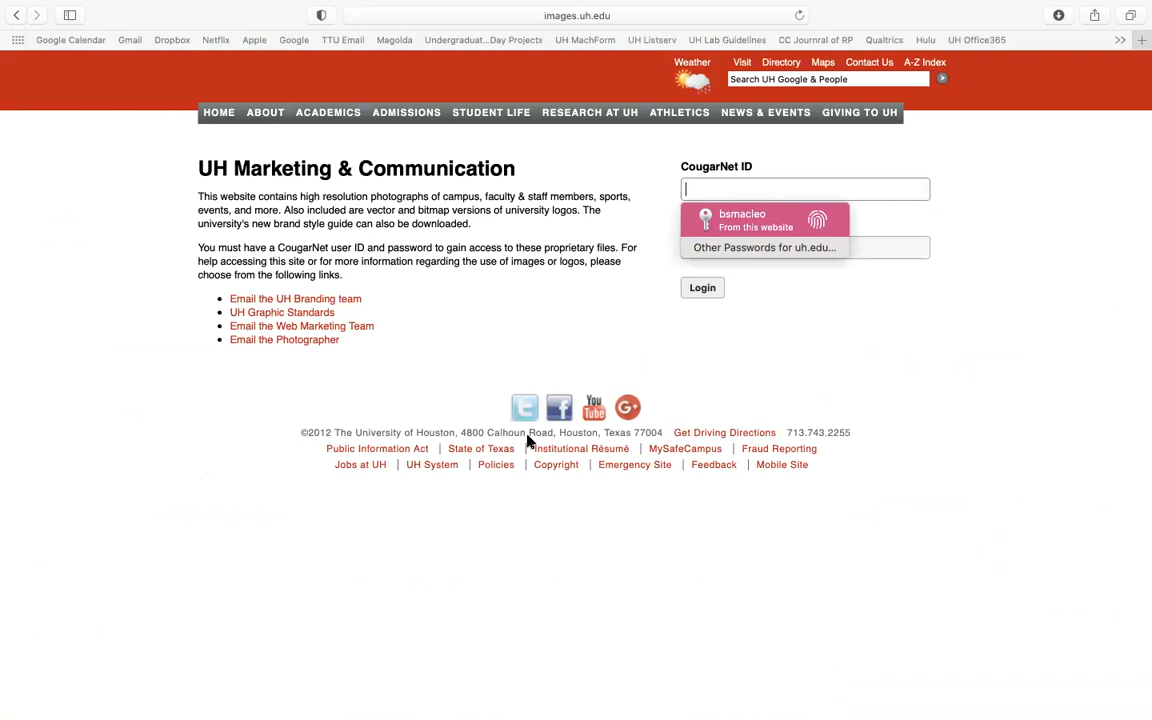 images.uh.edu
Google Calendar Gmail Dropbox Netflix Apple Google TTU Email Magolda Undergraduat...Day Projects UH MachForm UH Listserv UH Lab Guidelines CC Journral of RP Qualtrics Hulu UH Office365 >>
Weather Visit Directory Maps Contact Us A-Z Index
Search UH Google & People
HOME ABOUT ACADEMICS ADMISSIONS STUDENT LIFE RESEARCH AT UH ATHLETICS NEWS & EVENTS GIVING TO UH
UH Marketing & Communication
This website contains high resolution photographs of campus, faculty & staff members, sports,
events, and more. Also included are vector and bitmap versions of university logos. The
university's new brand style guide can also be downloaded.
You must have a CougarNet user ID and password to gain access to these proprietary files. For
help accessing this site or for more information regarding the use of images or logos, please
choose from the following links.
• Email the UH Branding team
• UH Graphic Standards
• Email the Web Marketing Team
• Email the Photographer
CougarNet ID
bsmacleo
From this website
Other Passwords for uh.edu...
Login
You Tube
©2012 The University of Houston, 4800 Calhoun Road, Houston, Texas 77004 Get Driving Directions 713.743.2255
Public Information Act | State of Texas | Institutional Résumé | MySafeCampus | Fraud Reporting
Jobs at UH | UH System | Policies | Copyright | Emergency Site | Feedback | Mobile Site